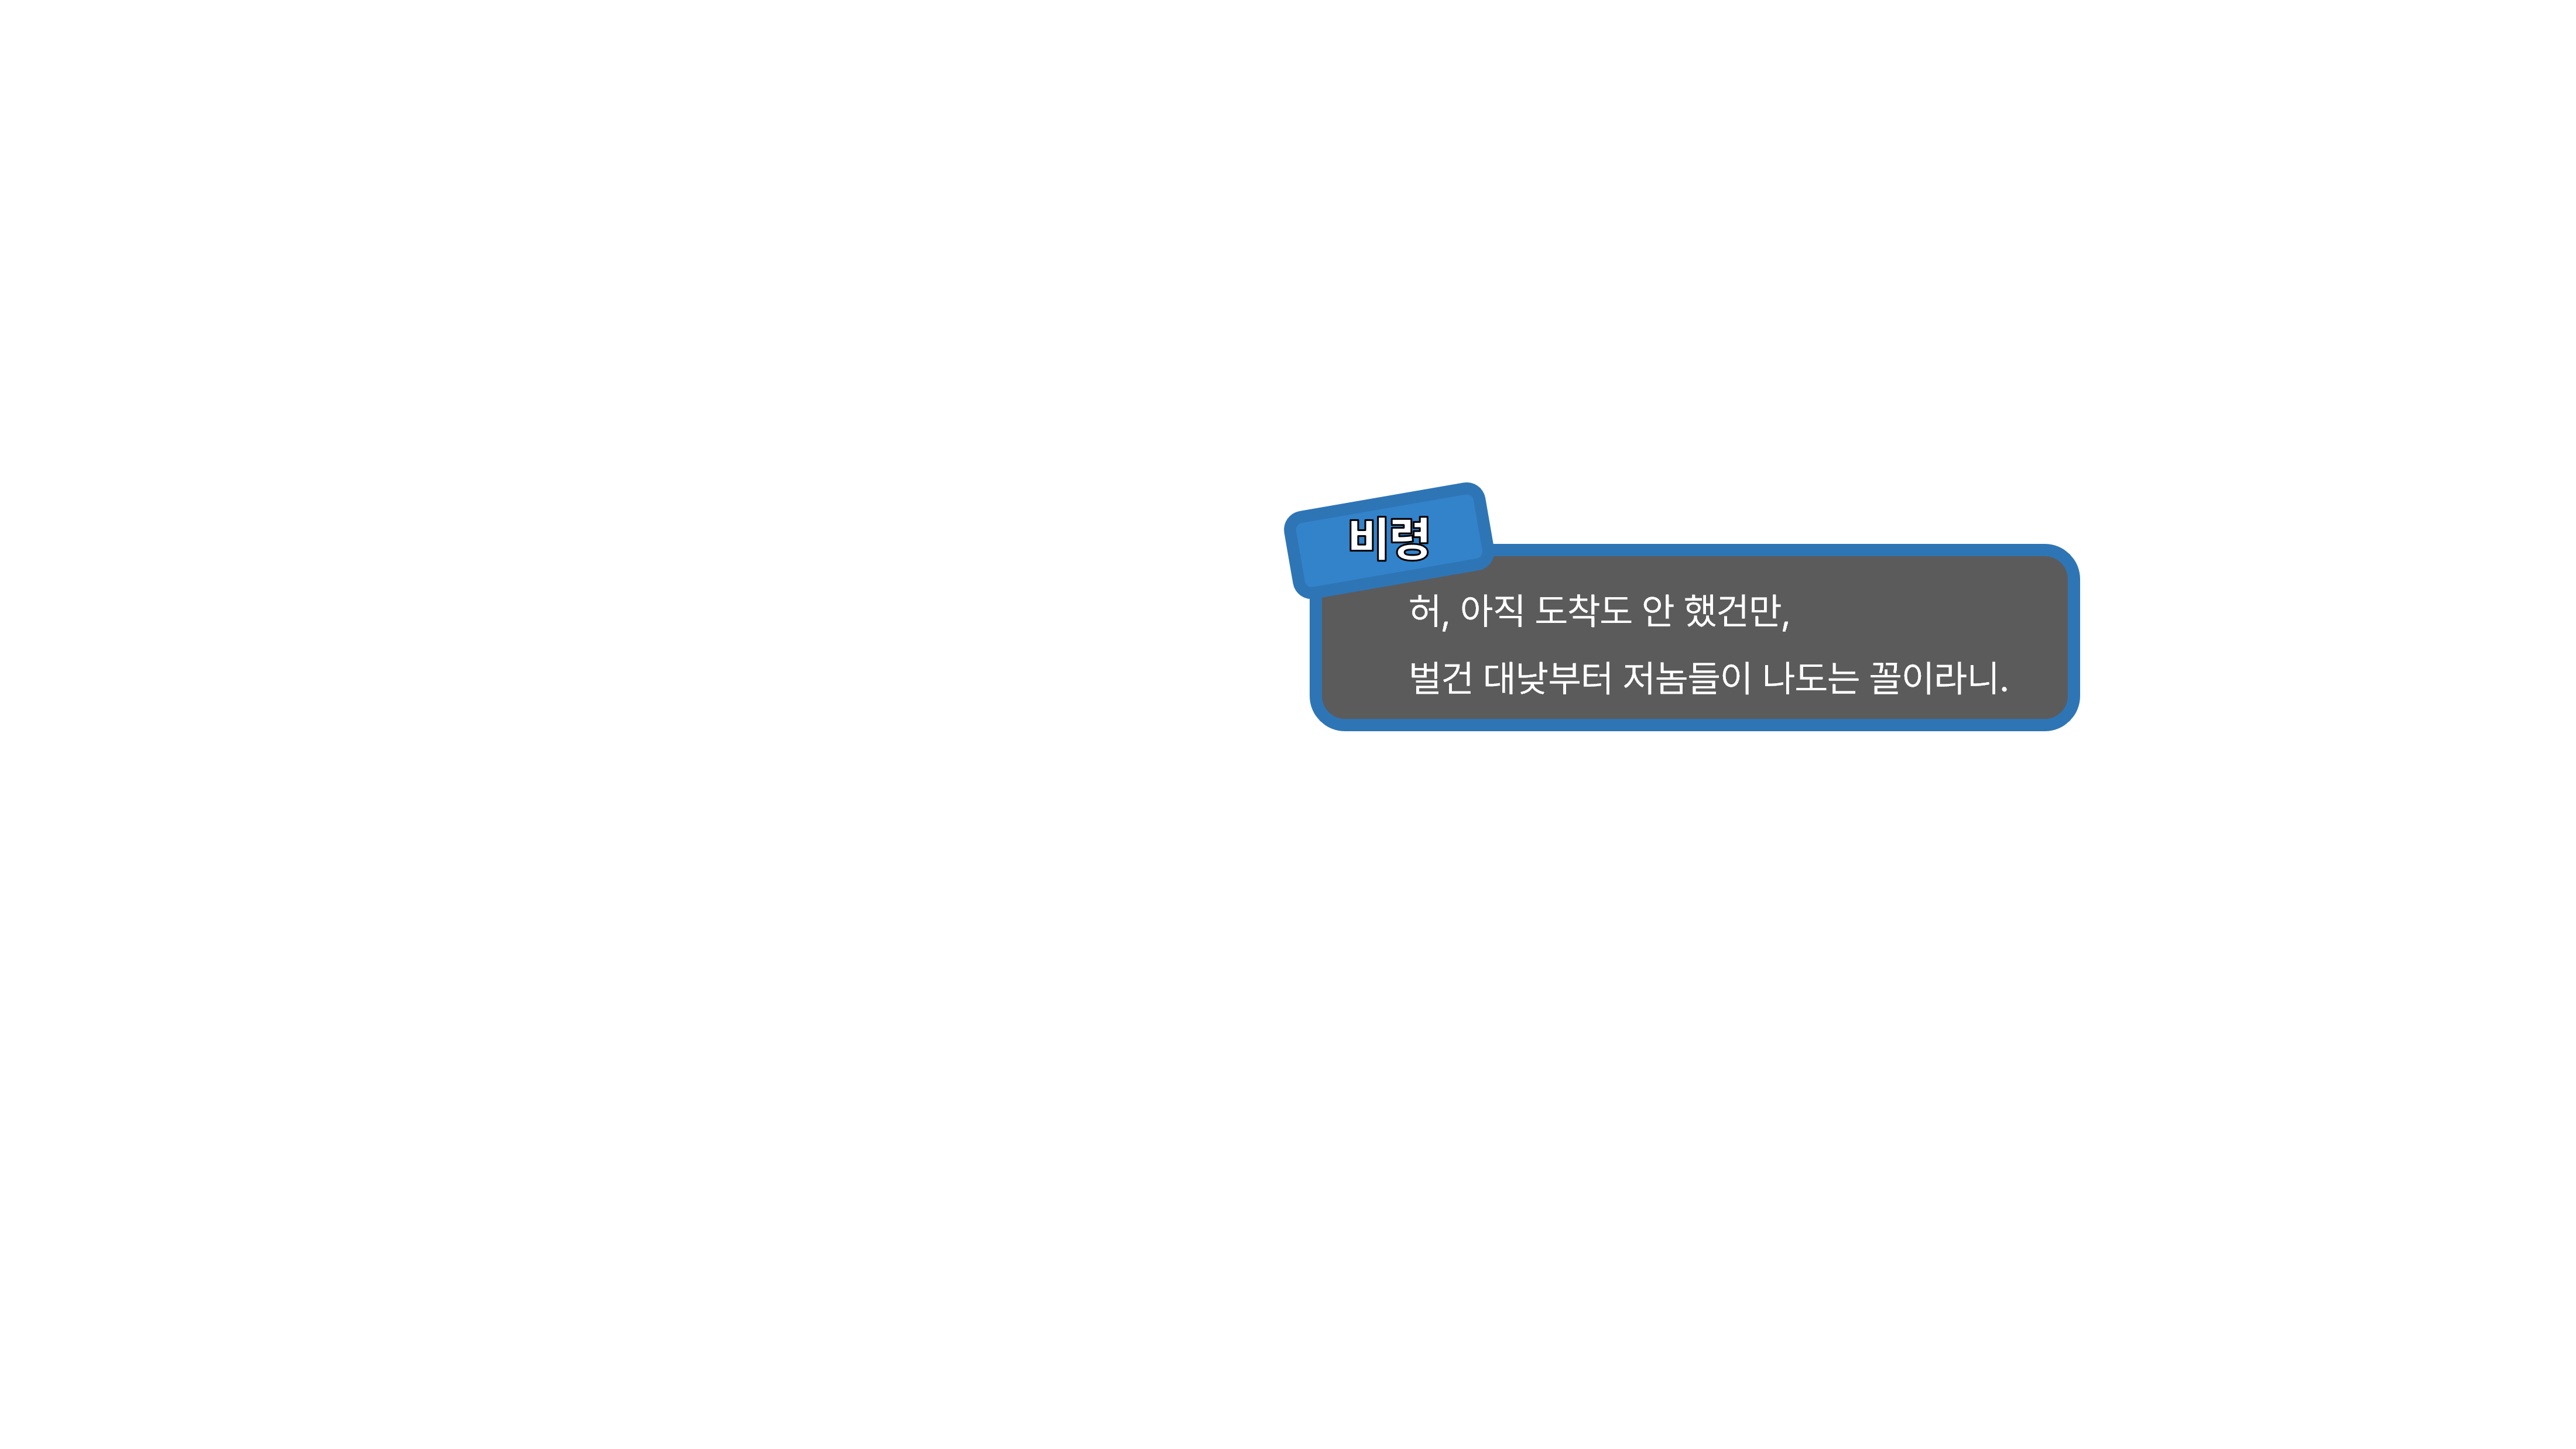 비령
허, 아직 도착도 안 했건만,
벌건 대낮부터 저놈들이 나도는 꼴이라니.